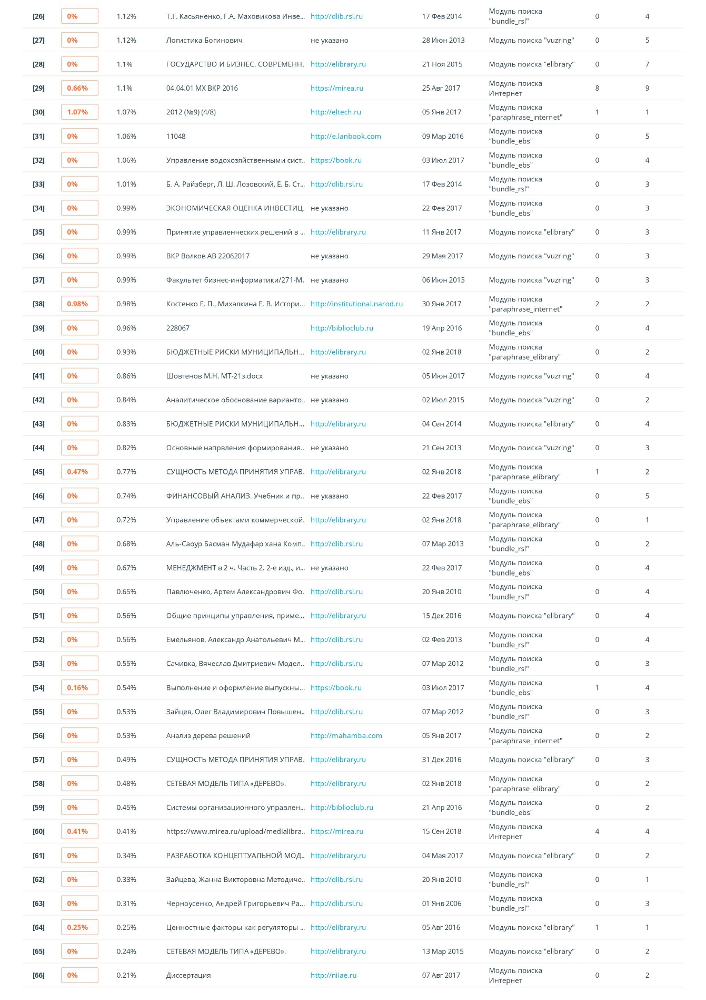 [26] 0% 1.12% Т.Г. Касьяненко, Г.А. Маховикова Инве... http://dlib.rsl.ru 17 Фев 2014 Модуль поиска "bundle_rsl" 0 4
[27] 0% 1.12% Логистика Богинович не указано 28 Июн 2013 Модуль поиска "vuzring" 0 5
[28] 0% 1.1% ГОСУДАРСТВО И БИЗНЕС. СОВРЕМЕНН. http://elibrary.ru 21 Ноя 2015 Модуль поиска "elibrary" 0 7
[29] 0.66% 1.1% 04.04.01 МХ ВКР 2016 https://mirea.ru 25 Авг 2017 Модуль поиска Интернет 8 9
[30] 1.07% 1.07% 2012 (№9) (4/8) http://eltech.ru 05 Янв 2017 Модуль поиска "paraphrase_internet" 1 1
[31] 0% 1.06% 11048 http://e.lanbook.com 09 Мар 2016 Модуль поиска "bundle_ebs" 0 5
[32] 0% 1.06% Управление водохозяйственными сист.. https://book.ru 03 Июл 2017 Модуль поиска "bundle_ebs" 0 4
[33] 0% 1.01% Б. А. Райзберг, Л. Ш. Лозовский, Е. Б. Ст... http://dlib.rsl.ru 17 Фев 2014 Модуль поиска "bundle_rsl" 0 3
[34] 0% 0.99% ЭКОНОМИЧЕСКАЯ ОЦЕНКА ИНВЕСТИЦ. не указано 22 Фев 2017 Модуль поиска "bundle_ebs" 0 3
[35] 0% 0.99% Принятие управленческих решений в ... http://elibrary.ru 11 Янв 2017 Модуль поиска "elibrary" 0 3
[36] 0% 0.99% ВКР Волков АВ 22062017 не указано 29 Мая 2017 Модуль поиска "vuzring" 0 3
[37] 0% 0.99% Факультет бизнес-информатики/271-М. не указано 06 Июн 2013 Модуль поиска "vuzring" 0 3
[38] 0.98% 0.98% Костенко Е. П., Михалкина Е. В. Истори... http://institutional.narod.ru 30 Янв 2017 Модуль поиска "paraphrase_internet" 2 2
[39] 0% 0.96% 228067 http://biblioclub.ru 19 Апр 2016 Модуль поиска "bundle_ebs" 0 4
[40] 0% 0.93% БЮДЖЕТНЫЕ РИСКИ МУНИЦИПАЛЬН... http://elibrary.ru 02 Янв 2018 Модуль поиска "paraphrase_elibrary" 0 2
[41] 0% 0.86% Шовгенов М.Н. МТ-21з.docx не указано 05 Июн 2017 Модуль поиска "vuzring" 0 4
[42] 0% 0.84% Аналитическое обоснование варианто.. не указано 02 Июл 2015 Модуль поиска "vuzring" 0 2
[43] 0% 0.83% БЮДЖЕТНЫЕ РИСКИ МУНИЦИПАЛЬН... http://elibrary.ru 04 Сен 2014 Модуль поиска "elibrary" 0 4
[44] 0% 0.82% Основные напрвления формирования.. не указано 21 Сен 2013 Модуль поиска "vuzring" 0 3
[45] 0.47% 0.77% СУЩНОСТЬ МЕТОДА ПРИНЯТИЯ УПРАВ. http://elibrary.ru 02 Янв 2018 Модуль поиска "paraphrase_elibrary" 1 2
[46] 0% 0.74% ФИНАНСОВЫЙ АНАЛИЗ. Учебник и пр.. не указано 22 Фев 2017 Модуль поиска "bundle_ebs" 0 5
[47] 0% 0.72% Управление объектами коммерческой. http://elibrary.ru 02 Янв 2018 Модуль поиска "paraphrase_elibrary" 0 1
[48] 0% 0.68% Аль-Саоур Басман Мудафар хана Комп.. http://dlib.rsl.ru 07 Мар 2013 Модуль поиска "bundle_rsl" 0 2
[49] 0% 0.67% МЕНЕДЖМЕНТ в 2 ч. Часть 2. 2-е изд., и... не указано 22 Фев 2017 Модуль поиска "bundle_ebs" 0 4
[50] 0% 0.65% Павлюченко, Артем Александрович Фо. http://dlib.rsl.ru 20 Янв 2010 Модуль поиска "bundle_rsl" 0 4
[51] 0% 0.56% Общие принципы управления, приме... http://elibrary.ru 15 Дек 2016 Модуль поиска "elibrary" 0 4
[52] 0% 0.56% Емельянов, Александр Анатольевич М... http://dlib.rsl.ru 02 Фев 2013 Модуль поиска "bundle_rsl" 0 4
[53] 0% 0.55% Сачивка, Вячеслав Дмитриевич Модел.. http://dlib.rsl.ru 07 Мар 2012 Модуль поиска "bundle_rsl" 0 3
[54] 0.16% 0.54% Выполнение и оформление выпускны... https://book.ru 03 Июл 2017 Модуль поиска "bundle_ebs" 1 4
[55] 0% 0.53% Зайцев, Олег Владимирович Повышен.. http://dlib.rsl.ru 07 Мар 2012 Модуль поиска "bundle_rsl" 0 3
[56] 0% 0.53% Анализ дерева решений http://mahamba.com 05 Янв 2017 Модуль поиска "paraphrase_internet" 0 2
[57] 0% 0.49% СУЩНОСТЬ МЕТОДА ПРИНЯТИЯ УПРАВ. http://elibrary.ru 31 Дек 2016 Модуль поиска "elibrary" 0 3
[58] 0% 0.48% СЕТЕВАЯ МОДЕЛЬ ТИПА «ДЕРЕВО». http://elibrary.ru 02 Янв 2018 Модуль поиска "paraphrase_elibrary" 0 2
[59] 0% 0.45% Системы организационного управлен... http://biblioclub.ru 21 Апр 2016 Модуль поиска "bundle_ebs" 0 2
[60] 0.41% 0.41% https://www.mirea.ru/upload/medialibra.. https://mirea.ru 15 Сен 2018 Модуль поиска Интернет 4 4
[61] 0% 0.34% РАЗРАБОТКА КОНЦЕПТУАЛЬНОЙ МОД.. http://elibrary.ru 04 Мая 2017 Модуль поиска "elibrary" 0 2
[62] 0% 0.33% Зайцева, Жанна Викторовна Методиче.. http://dlib.rsl.ru 20 Янв 2010 Модуль поиска "bundle_rsl" 0 1
[63] 0% 0.31% Черноусенко, Андрей Григорьевич Ра... http://dlib.rsl.ru 01 Янв 2006 Модуль поиска "bundle_rsl" 0 3
[64] 0.25% 0.25% Ценностные факторы как регуляторы ... http://elibrary.ru 05 Авг 2016 Модуль поиска "elibrary" 1 1
[65] 0% 0.24% СЕТЕВАЯ МОДЕЛЬ ТИПА «ДЕРЕВО». http://elibrary.ru 13 Мар 2015 Модуль поиска "elibrary" 0 2
[66] 0% 0.21% Диссертация http://niiae.ru 07 Авг 2017 Модуль поиска Интернет 0 2